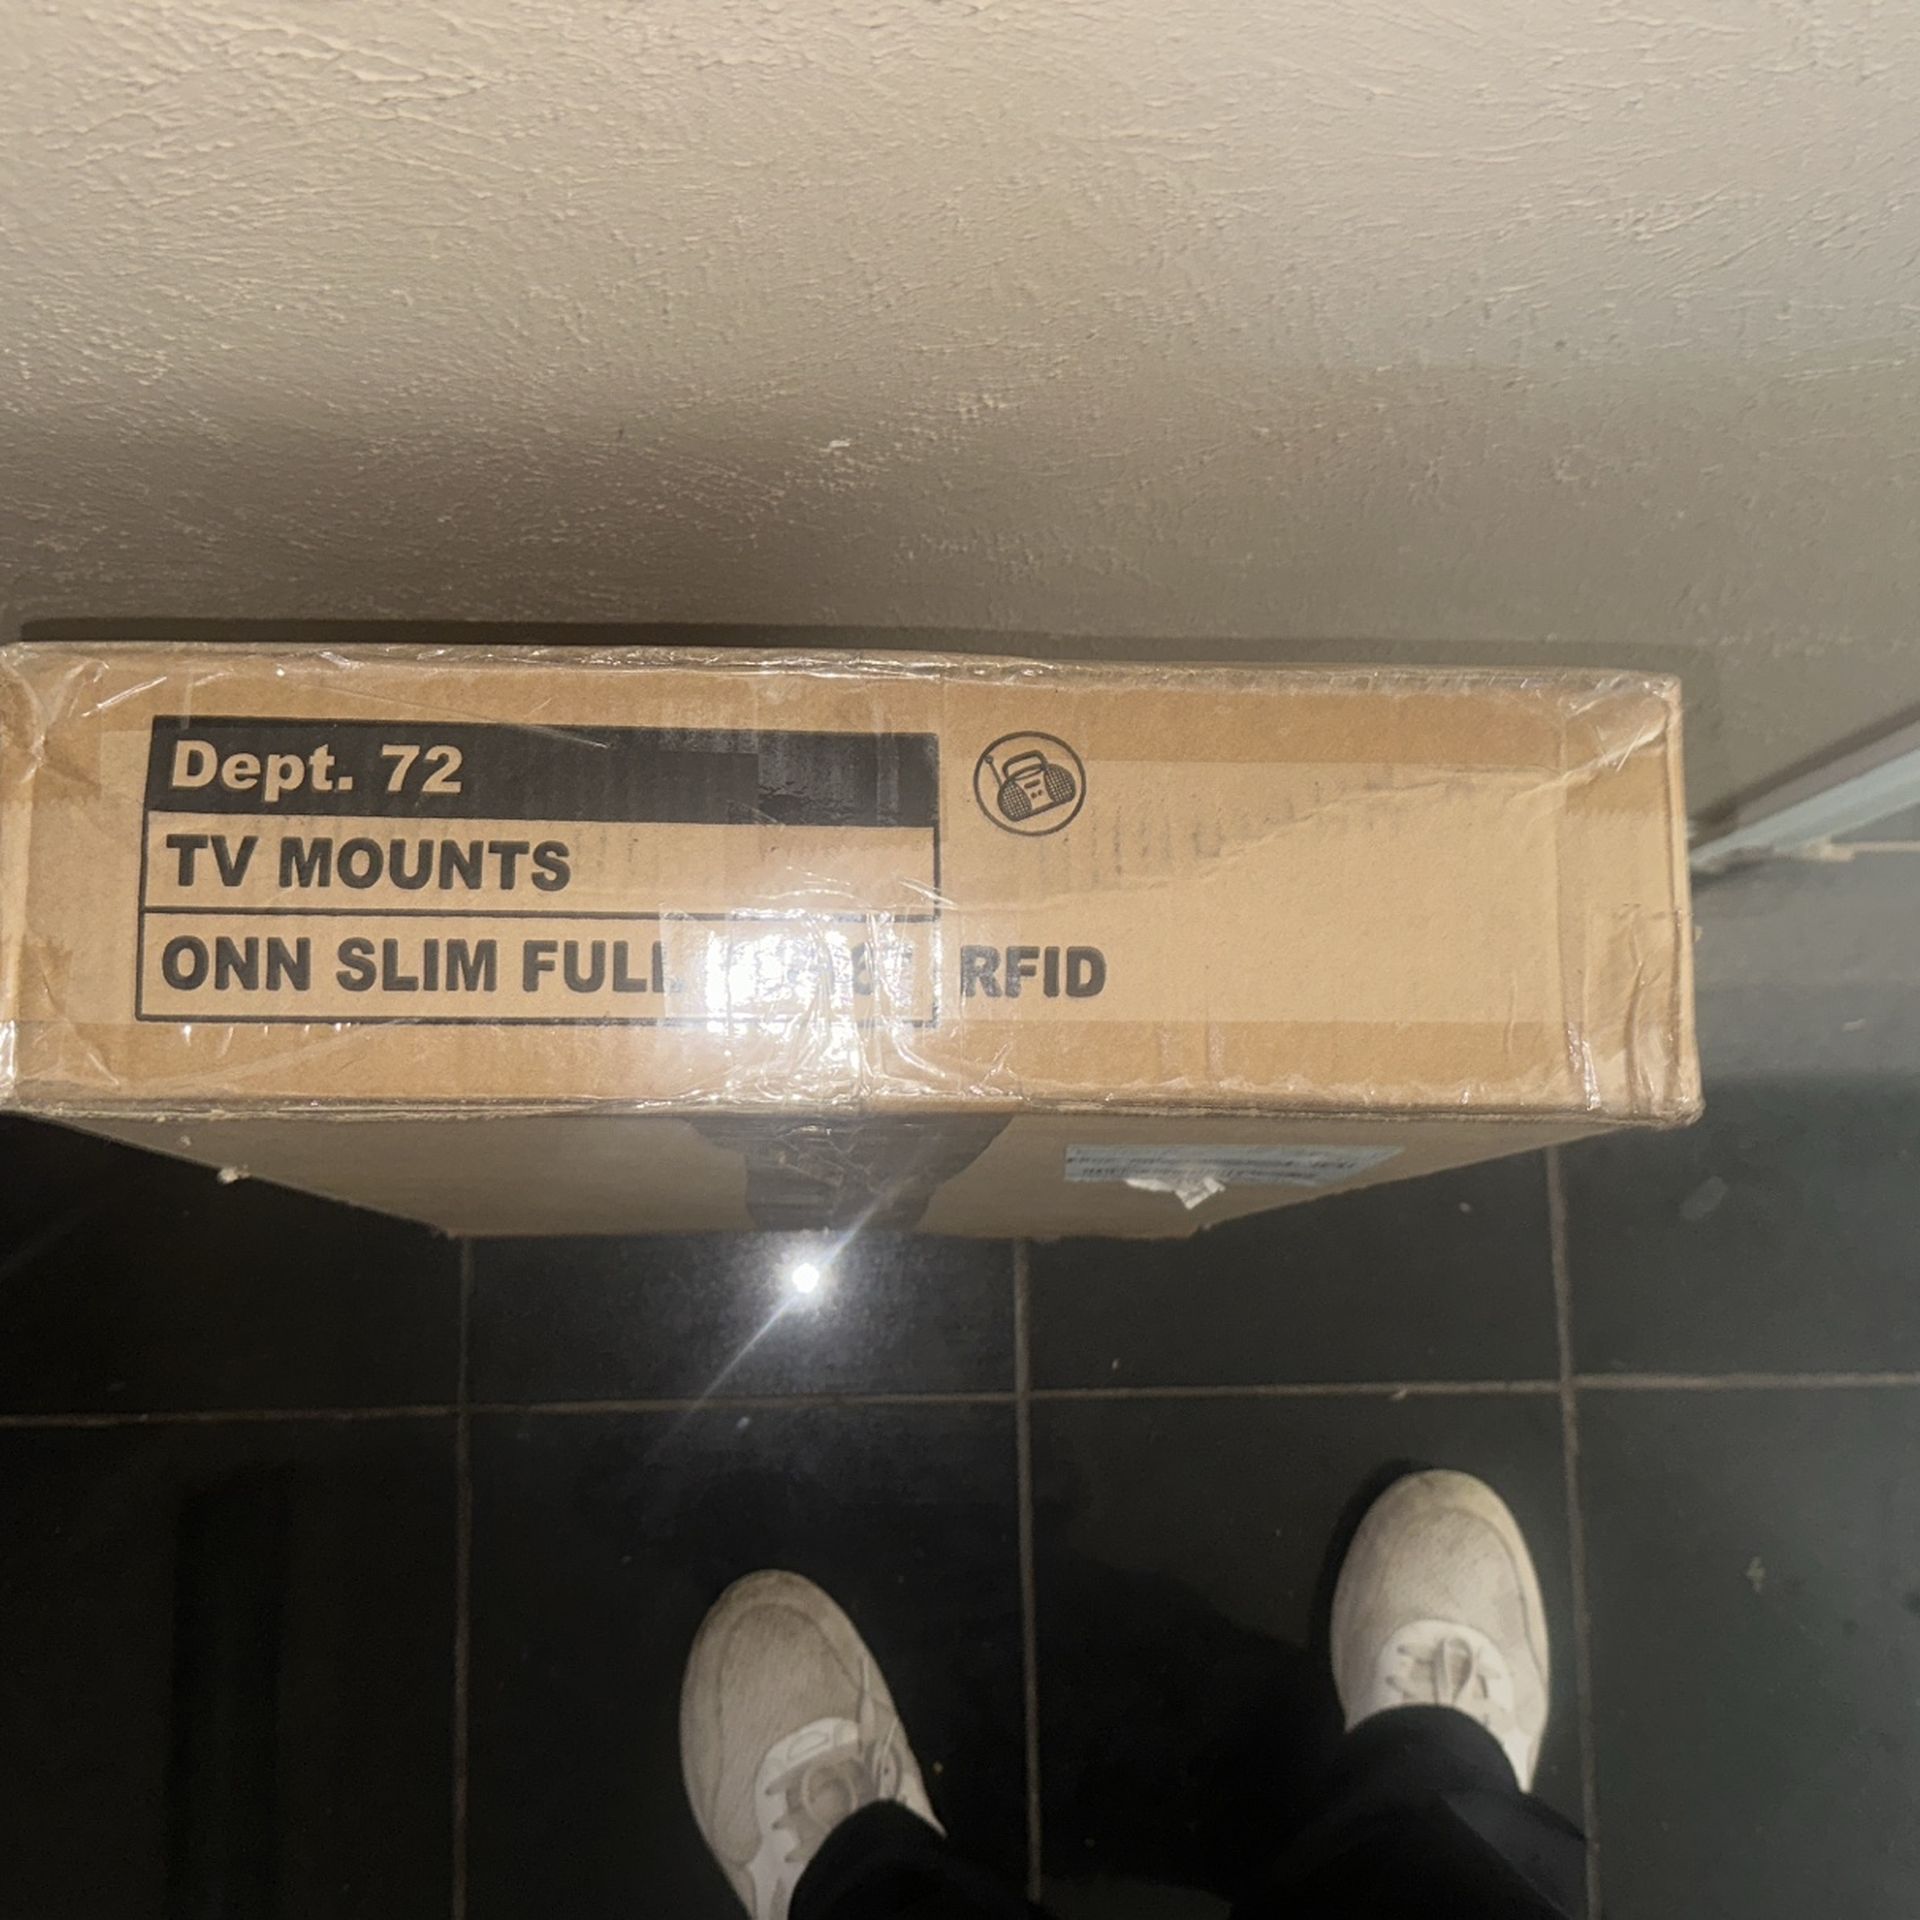 Dept. 72
TV MOUNTS
ONN SLIM FULL RFID